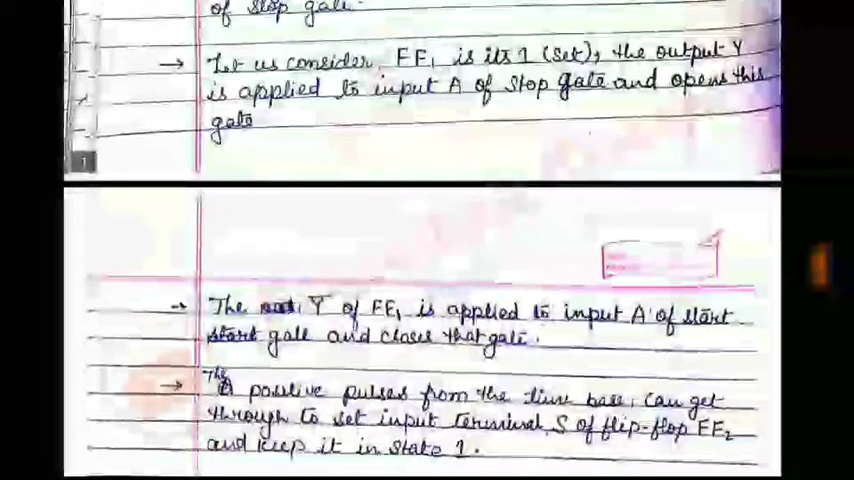 of stop gate.
→ Let us consider FF1 is its 1 (set), the output Y
is applied to input A of stop gate and opens this
gate
1
→ The Y of FF1 is applied to input A' of start
start gate and closes that gate.
→ The positive pulses from the time base, can get
through to set input terminal S of flip-flop FF2
and keep it in state 1.